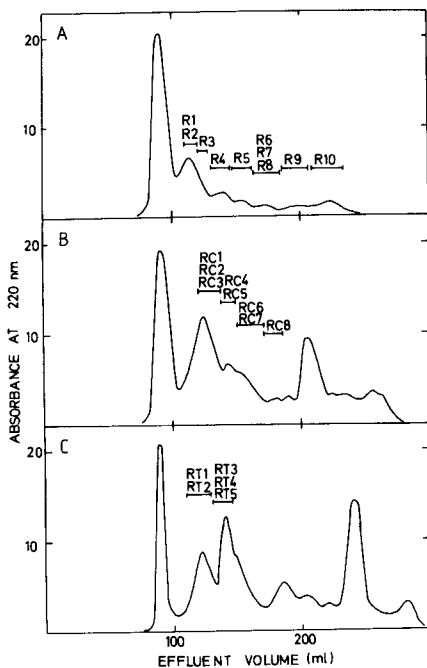 A
20
10
R1
R2
R3
R4
R5
R6
R7
R8
R9
R10
B
20
10
RC1
RC2
RC3
RC4
RC5
RC6
RC7
RC8
C
20
10
RT1
RT2
RT3
RT4
RT5
100
200
ABSORBANCE AT 220 nm
EFFLUENT VOLUME (ml)